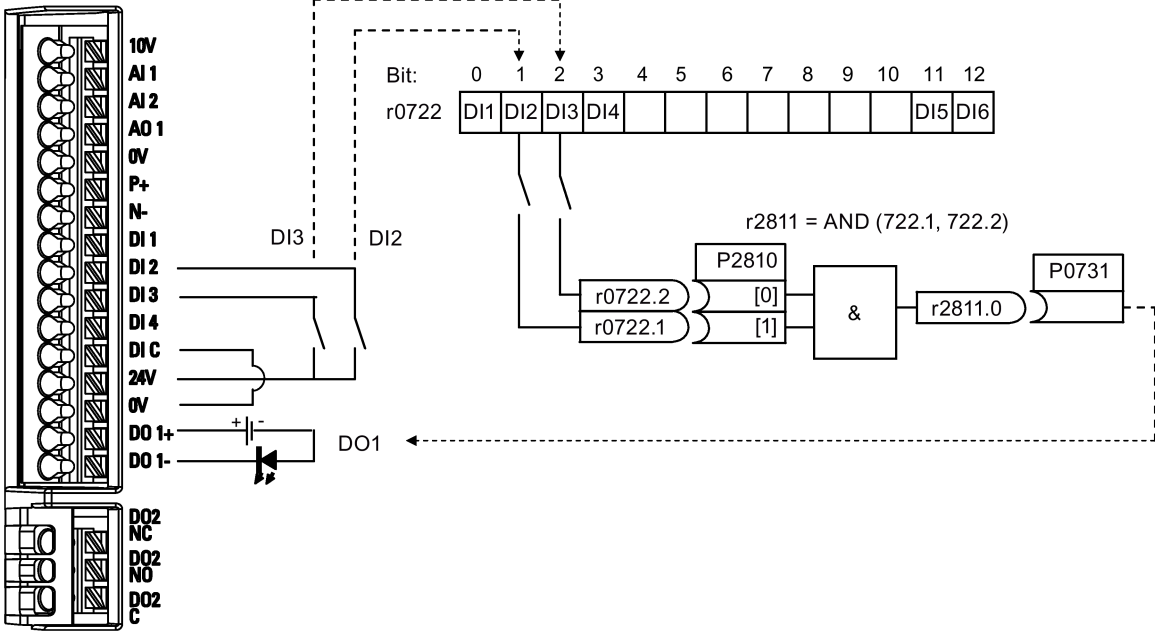 10V
AI 1
AI 2
AO 1
0V
P+
N-
DI 1
DI 2
DI 3
DI 4
DI C
24V
0V
DO 1+
DO 1-
DO2
NC
DO2
NO
DO2
C
DI3 DI2
+ -
DO1
Bit: 0 1 2 3 4 5 6 7 8 9 10 11 12
r0722 DI1 DI2 DI3 DI4 DI5 DI6
r2811 = AND (722.1, 722.2)
P2810
r0722.2 [0]
r0722.1 [1]
&
r2811.0
P0731